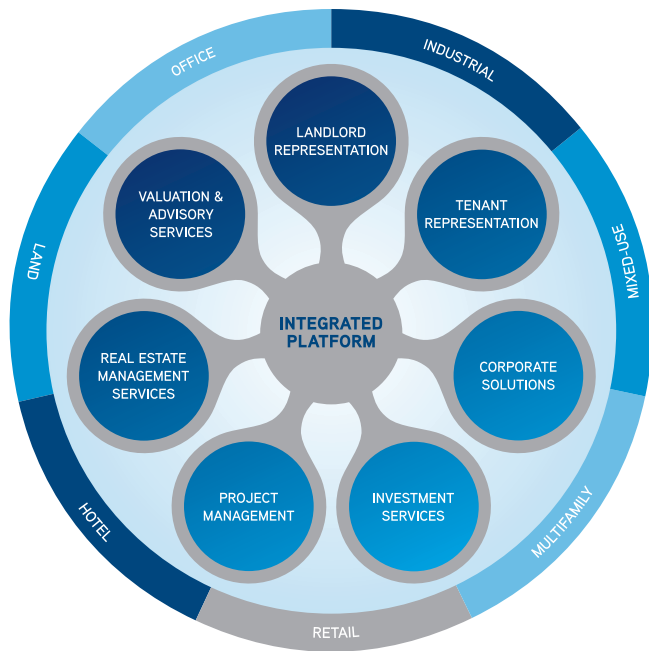 OFFICE
INDUSTRIAL
MIXED-USE
MULTIFAMILY
RETAIL
HOTEL
LAND
LANDLORD
REPRESENTATION
TENANT
REPRESENTATION
CORPORATE
SOLUTIONS
INVESTMENT
SERVICES
PROJECT
MANAGEMENT
REAL ESTATE
MANAGEMENT
SERVICES
VALUATION &
ADVISORY
SERVICES
INTEGRATED
PLATFORM